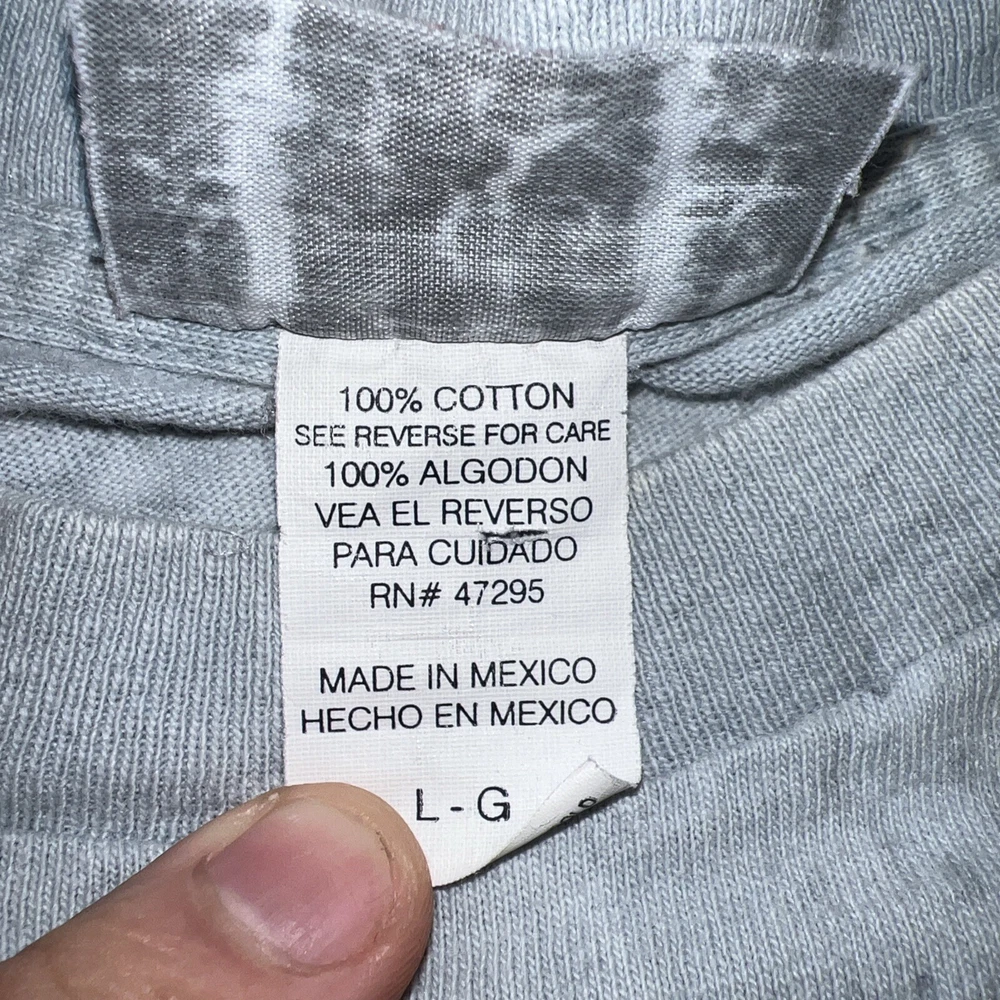 100% COTTON
SEE REVERSE FOR CARE
100% ALGODON
VEA EL REVERSO
PARA CUIDADO
RN# 47295
MADE IN MEXICO
HECHO EN MEXICO
L - G